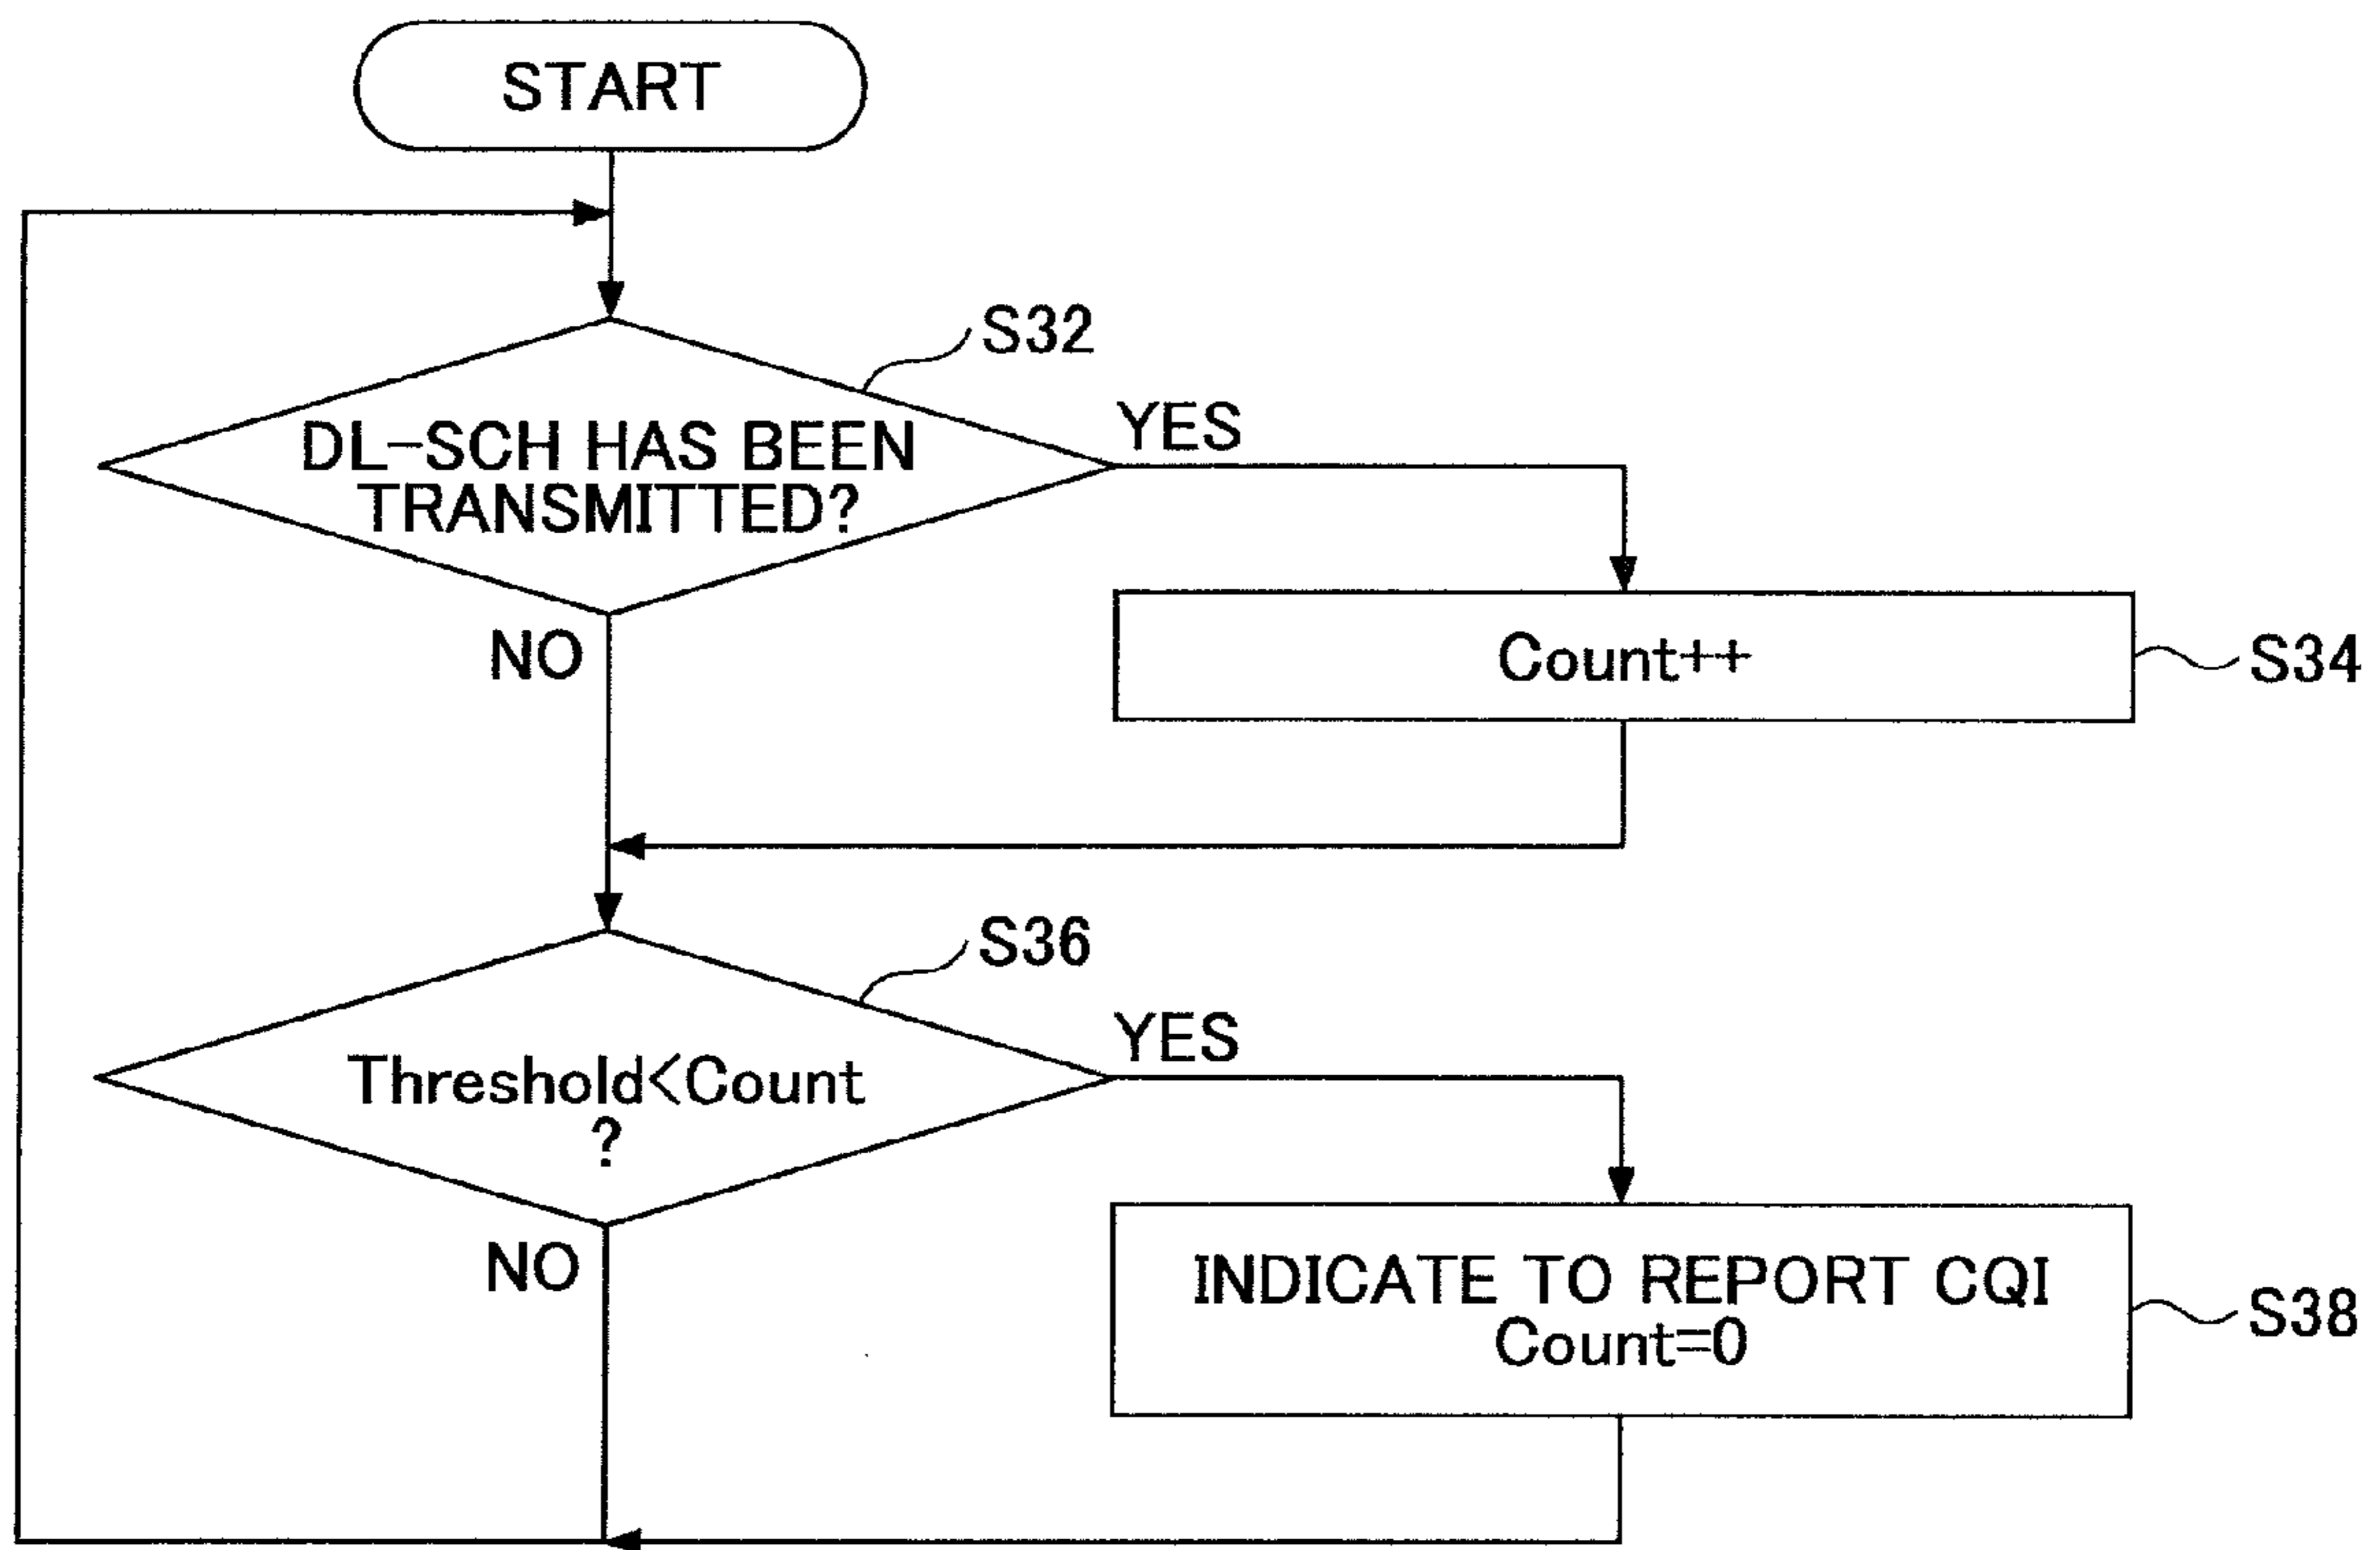 START
S32
DL-SCH HAS BEEN
TRANSMITTED?
YES
NO
Count++
S34
S36
Threshold<Count
?
YES
NO
INDICATE TO REPORT CQI
Count=0
S38